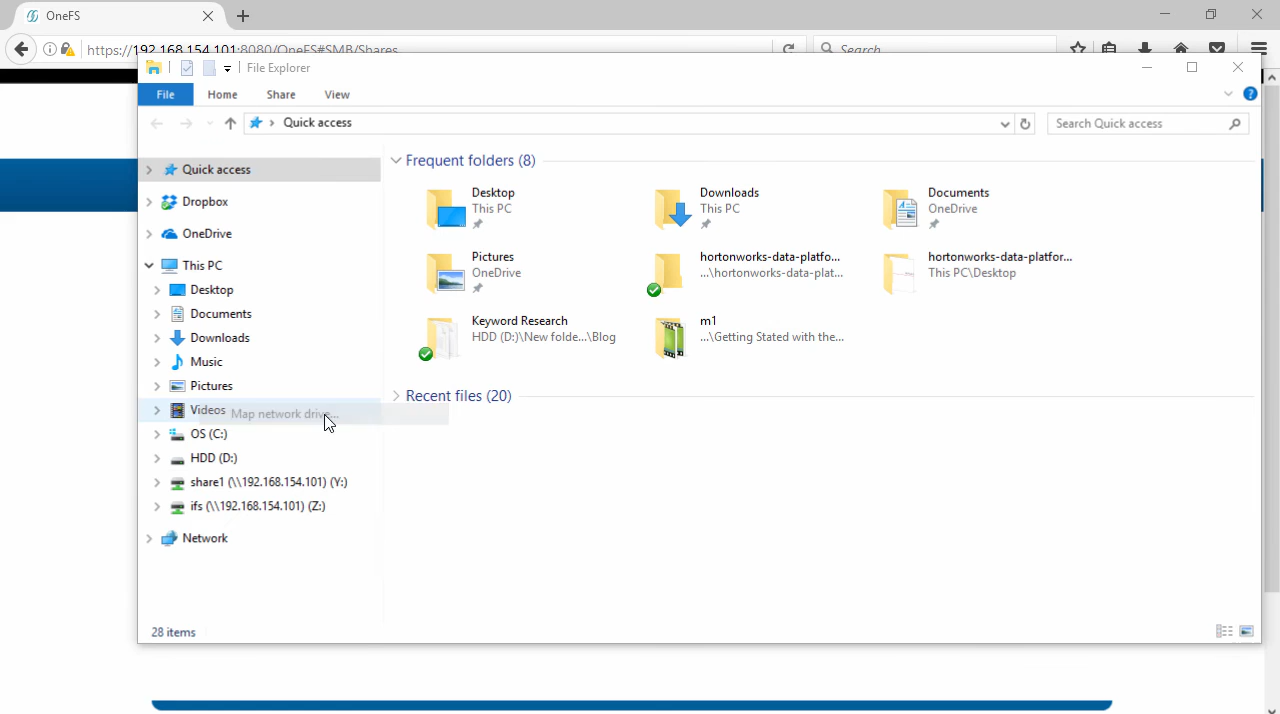 OneFS
https://192.168.154.101:8080/OneFS#SMB/Shares
Search
File Explorer
File
Home
Share
View
Quick access
Search Quick access
Quick access
Dropbox
OneDrive
This PC
Desktop
Documents
Downloads
Music
Pictures
Videos
Map network drive...
OS (C:)
HDD (D:)
share1 (\\192.168.154.101) (Y:)
ifs (\\192.168.154.101) (Z:)
Network
Frequent folders (8)
Desktop
This PC
Downloads
This PC
Documents
OneDrive
Pictures
OneDrive
hortonworks-data-platfo...
...\hortonworks-data-plat...
hortonworks-data-platfor...
This PC\Desktop
Keyword Research
HDD (D:)\New folde...\Blog
m1
...\Getting Stated with the...
Recent files (20)
28 items